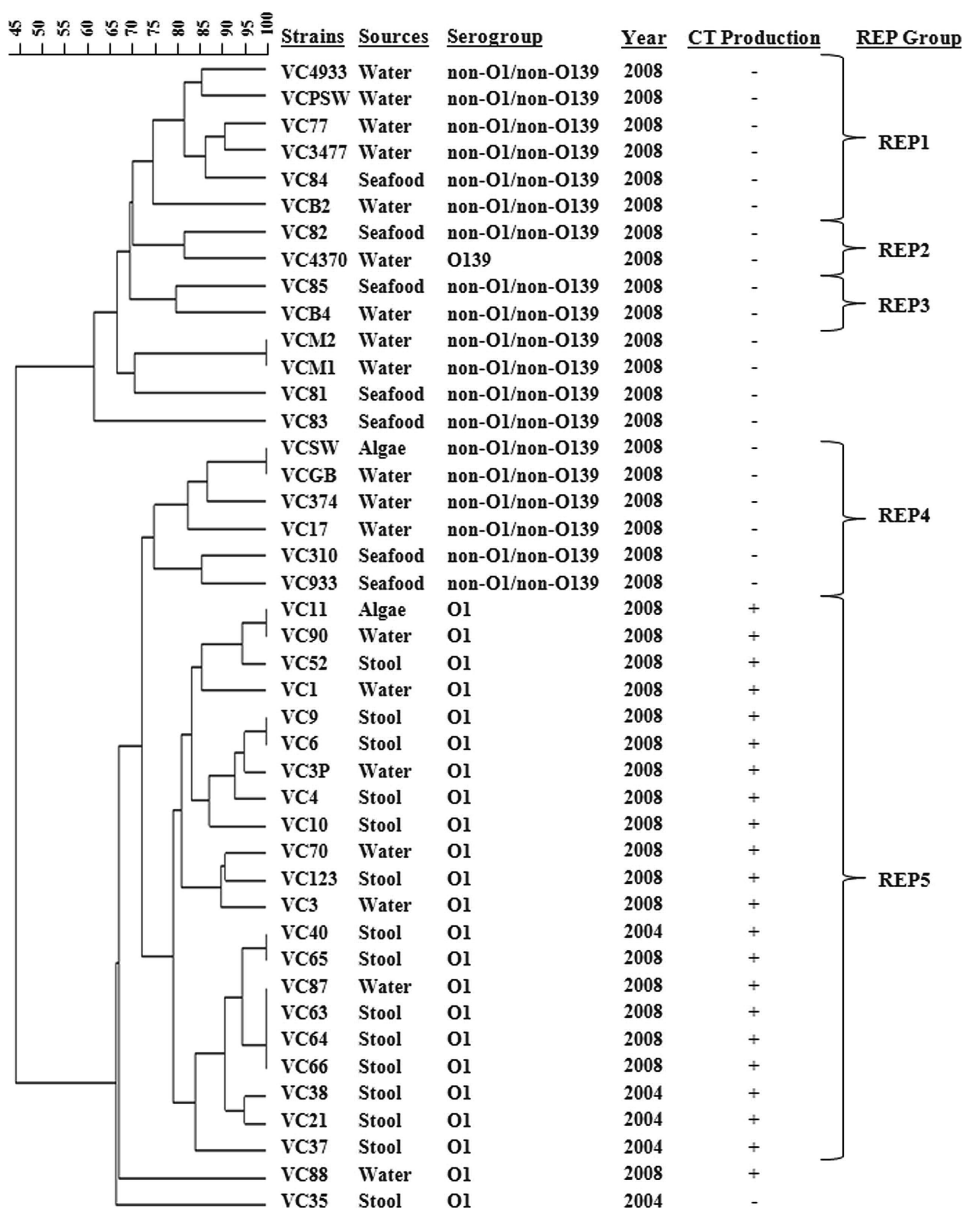 45 50 55 60 65 70 75 80 85 90 95 100
Strains Sources Serogroup Year CT Production REP Group
VC4933 Water non-O1/non-O139 2008 -
VCPSW Water non-O1/non-O139 2008 -
VC77 Water non-O1/non-O139 2008 -
REP1
VC3477 Water non-O1/non-O139 2008 -
VC84 Seafood non-O1/non-O139 2008 -
VCB2 Water non-O1/non-O139 2008 -
VC82 Seafood non-O1/non-O139 2008 -
REP2
VC4370 Water O139 2008 -
VC85 Seafood non-O1/non-O139 2008 -
REP3
VCB4 Water non-O1/non-O139 2008 -
VCM2 Water non-O1/non-O139 2008 -
VCM1 Water non-O1/non-O139 2008 -
VC81 Seafood non-O1/non-O139 2008 -
VC83 Seafood non-O1/non-O139 2008 -
VCSW Algae non-O1/non-O139 2008 -
VCGB Water non-O1/non-O139 2008 -
VC374 Water non-O1/non-O139 2008 -
REP4
VC17 Water non-O1/non-O139 2008 -
VC310 Seafood non-O1/non-O139 2008 -
VC933 Seafood non-O1/non-O139 2008 -
VC11 Algae O1 2008 +
VC90 Water O1 2008 +
VC52 Stool O1 2008 +
VC1 Water O1 2008 +
VC9 Stool O1 2008 +
VC6 Stool O1 2008 +
VC3P Water O1 2008 +
VC4 Stool O1 2008 +
VC10 Stool O1 2008 +
VC70 Water O1 2008 +
VC123 Stool O1 2008 +
REP5
VC3 Water O1 2008 +
VC40 Stool O1 2004 +
VC65 Stool O1 2008 +
VC87 Water O1 2008 +
VC63 Stool O1 2008 +
VC64 Stool O1 2008 +
VC66 Stool O1 2008 +
VC38 Stool O1 2004 +
VC21 Stool O1 2004 +
VC37 Stool O1 2004 +
VC88 Water O1 2008 +
VC35 Stool O1 2004 -